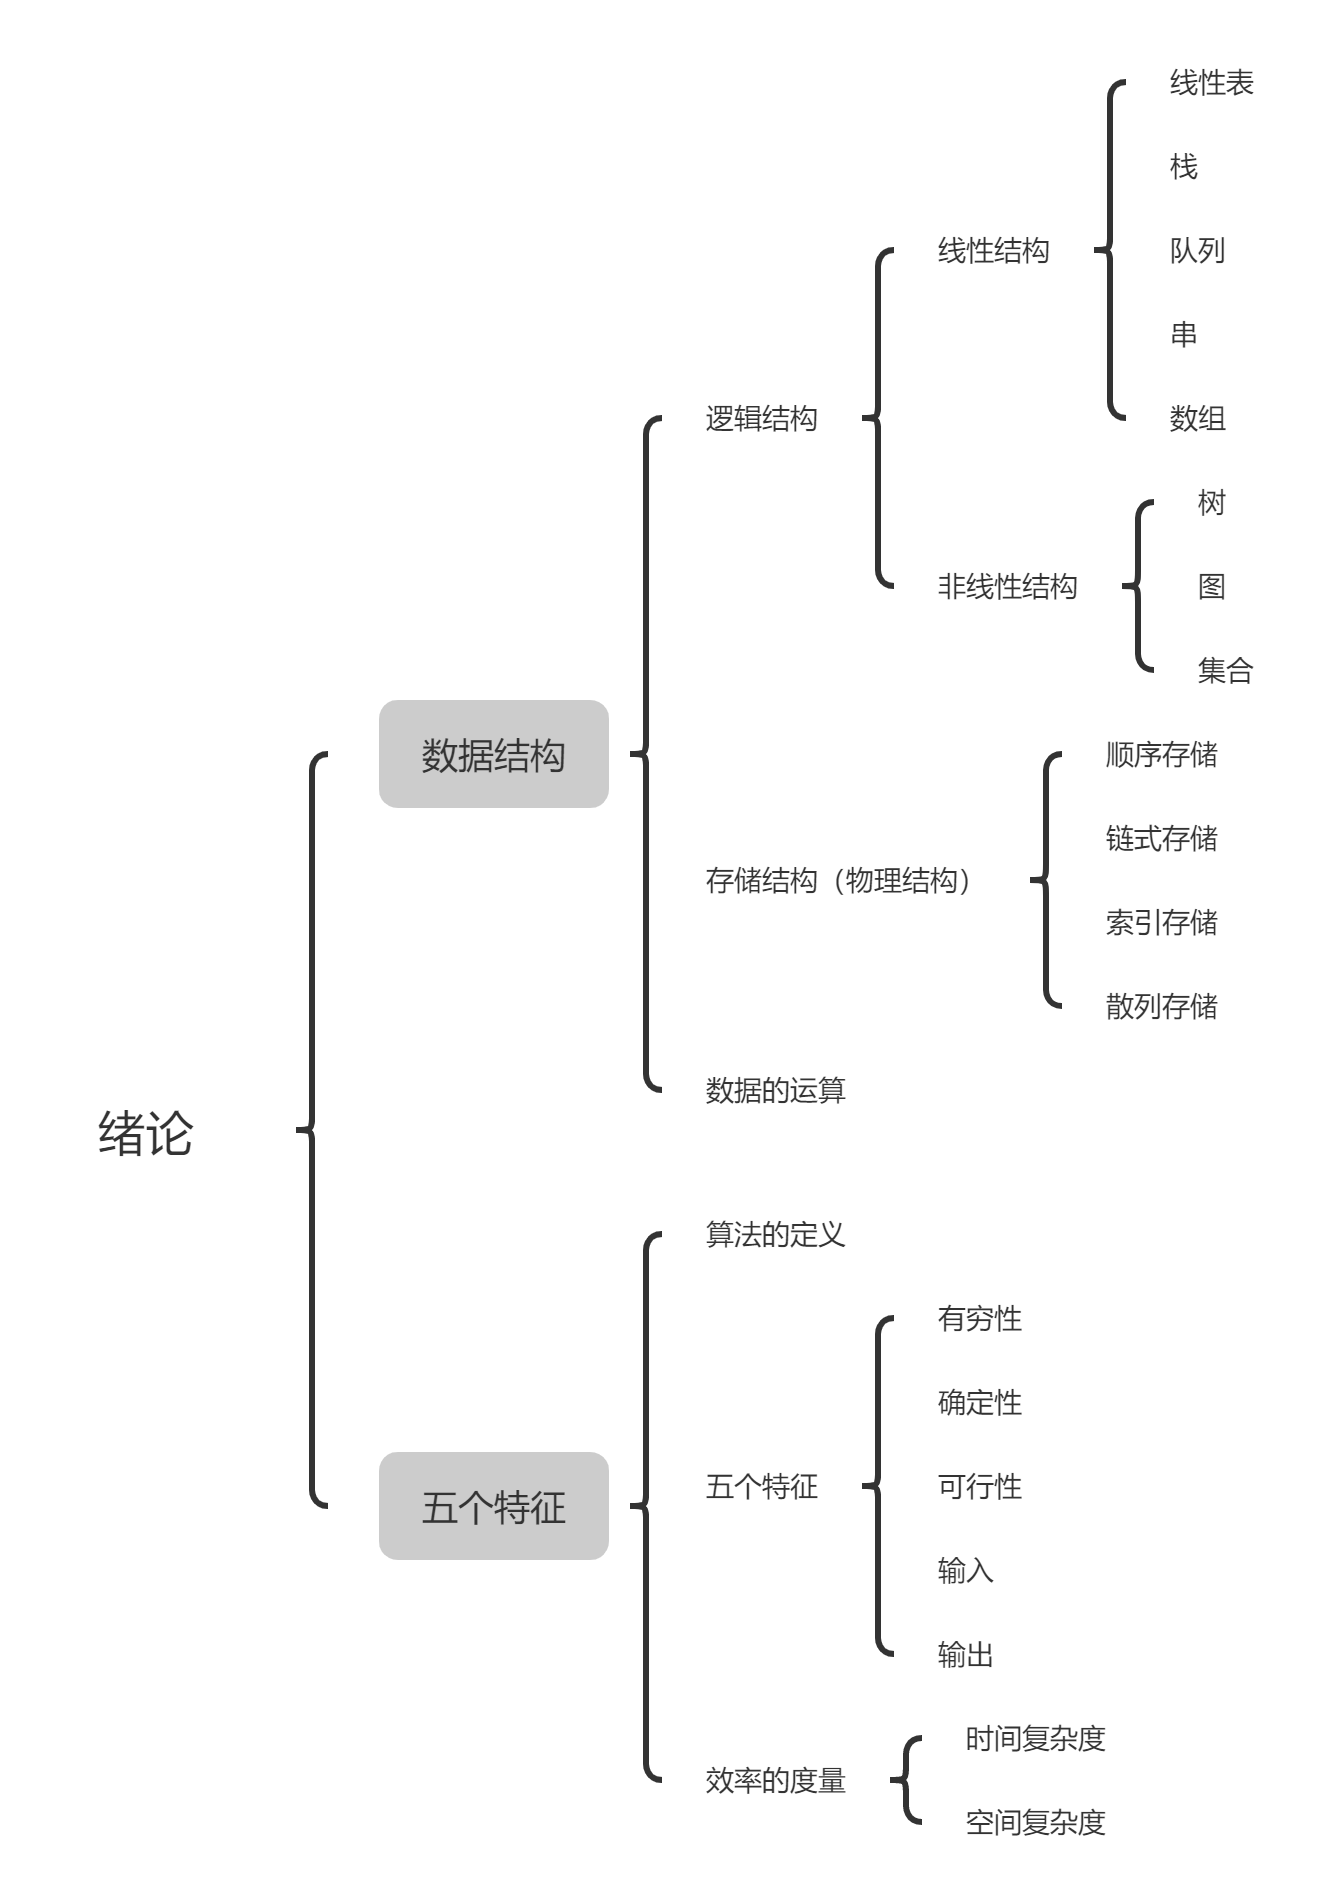 绪论
数据结构
逻辑结构
线性结构
线性表
栈
队列
串
数组
非线性结构
树
图
集合
存储结构（物理结构）
顺序存储
链式存储
索引存储
散列存储
数据的运算
五个特征
算法的定义
五个特征
有穷性
确定性
可行性
输入
输出
效率的度量
时间复杂度
空间复杂度